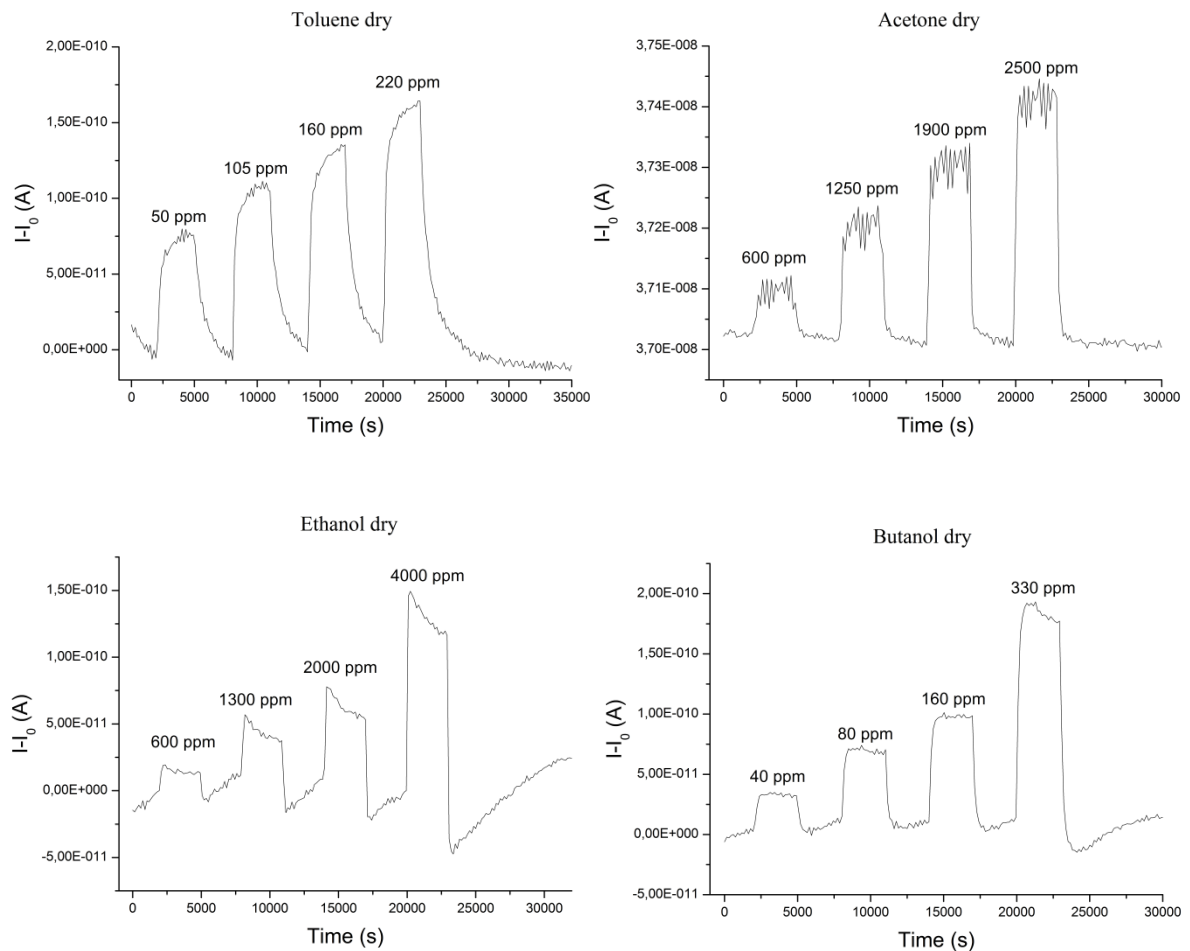 Toluene dry
2,00E-010
1,50E-010
1,00E-010
5,00E-011
0,00E+000
I-I0 (A)
50 ppm
105 ppm
160 ppm
220 ppm
0 5000 10000 15000 20000 25000 30000 35000
Time (s)
Acetone dry
3,75E-008
3,74E-008
3,73E-008
3,72E-008
3,71E-008
3,70E-008
I-I0 (A)
600 ppm
1250 ppm
1900 ppm
2500 ppm
0 5000 10000 15000 20000 25000 30000
Time (s)
Ethanol dry
1,50E-010
1,00E-010
5,00E-011
0,00E+000
-5,00E-011
I-I0 (A)
600 ppm
1300 ppm
2000 ppm
4000 ppm
0 5000 10000 15000 20000 25000 30000
Time (s)
Butanol dry
2,00E-010
1,50E-010
1,00E-010
5,00E-011
0,00E+000
-5,00E-011
I-I0 (A)
40 ppm
80 ppm
160 ppm
330 ppm
0 5000 10000 15000 20000 25000 30000
Time (s)